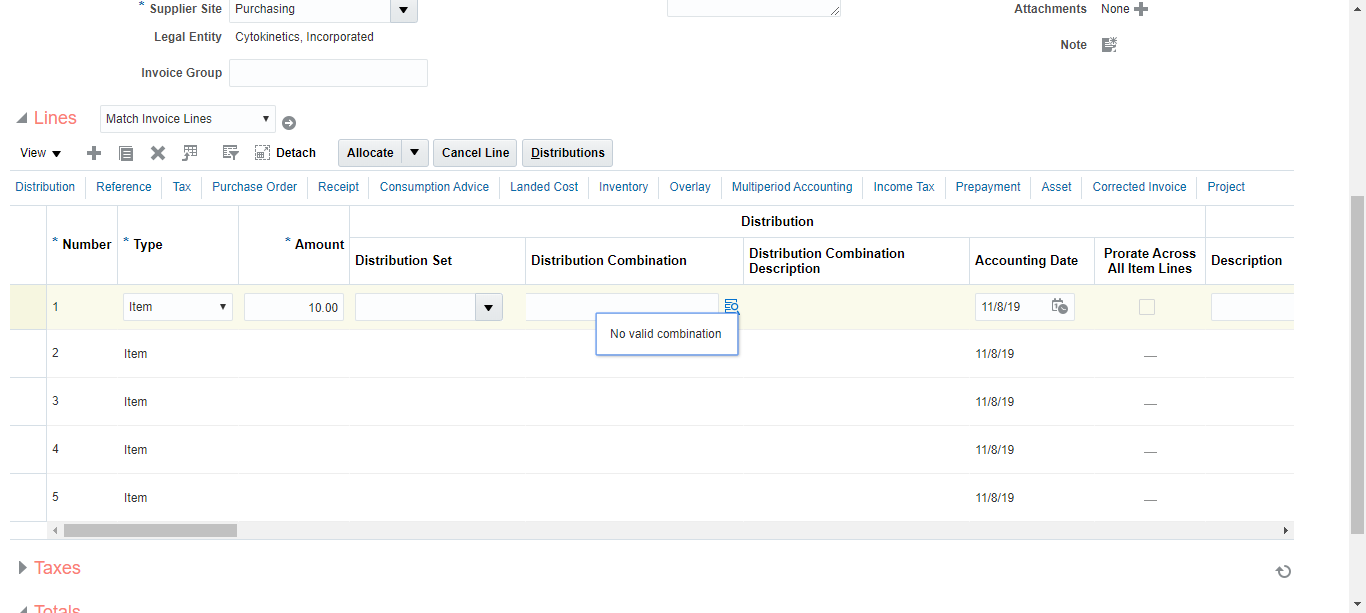 * Supplier Site Purchasing
Attachments None
Legal Entity Cytokinetics, Incorporated
Note
Invoice Group
Lines Match Invoice Lines
View Detach Allocate Cancel Line Distributions
Distribution Reference Tax Purchase Order Receipt Consumption Advice Landed Cost Inventory Overlay Multiperiod Accounting Income Tax Prepayment Asset Corrected Invoice Project
Distribution
* Number * Type * Amount Distribution Set Distribution Combination Distribution Combination Description Accounting Date Prorate Across All Item Lines Description
1 Item 10.00 11/8/19
No valid combination
2 Item 11/8/19 —
3 Item 11/8/19 —
4 Item 11/8/19 —
5 Item 11/8/19 —
Taxes
Totals